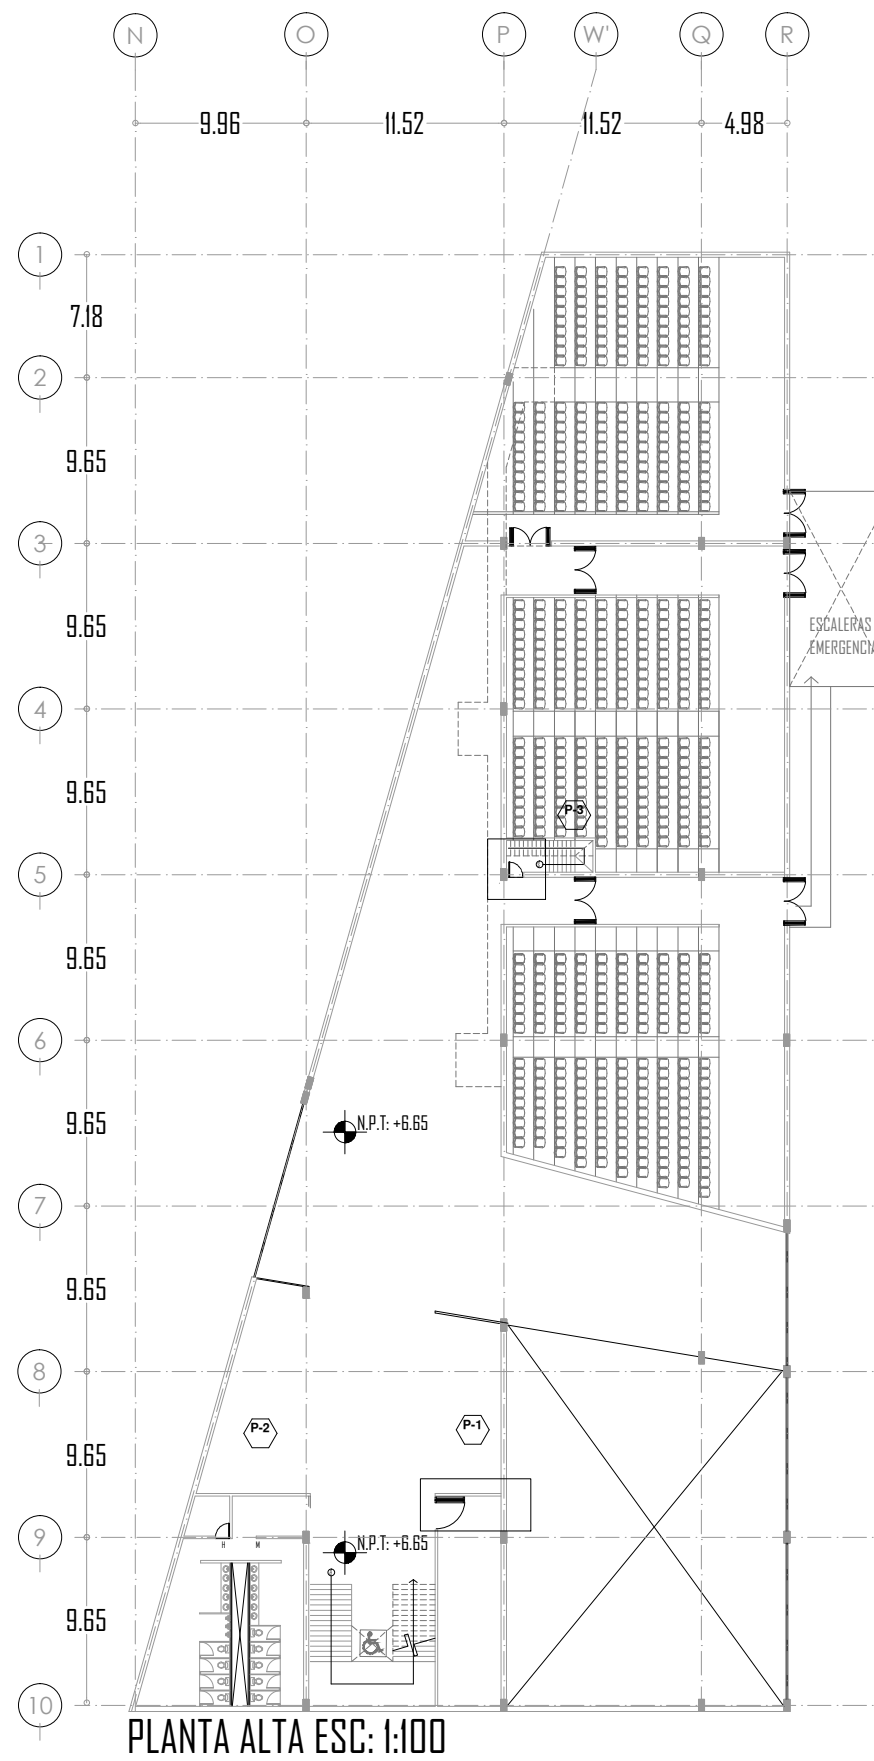 N O P W' Q R
9.96 11.52 11.52 4.98
1
7.18
2
9.65
3
9.65
ESCALERAS
EMERGENCIA
4
9.65
P-3
5
9.65
6
9.65
N.P.T: +6.65
7
9.65
8
P-2 P-1
9.65
9
N.P.T: +6.65
H M
9.65
10
PLANTA ALTA ESC: 1:100